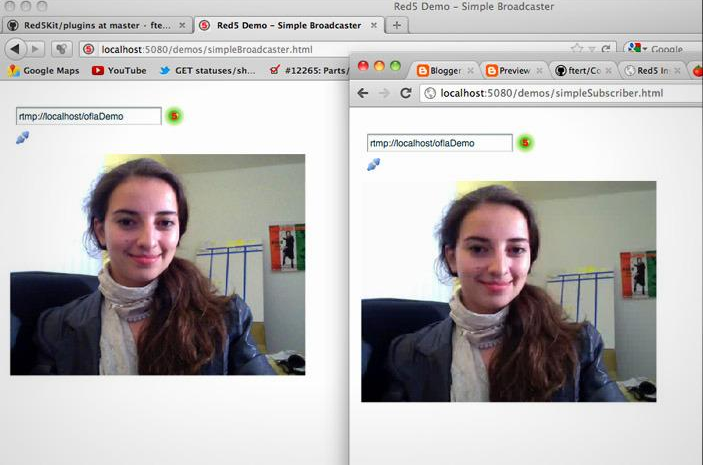 Red5 Demo – Simple Broadcaster
Red5Kit/plugins at master · fte...
Red5 Demo – Simple Broadcaster
localhost:5080/demos/simpleBroadcaster.html
Google
Google Maps
YouTube
GET statuses/sh...
#12265: Parts/
rtmp://localhost/oflaDemo
5
Blogger
Preview
ftert/Co
Red5 In
localhost:5080/demos/simpleSubscriber.html
rtmp://localhost/oflaDemo
5